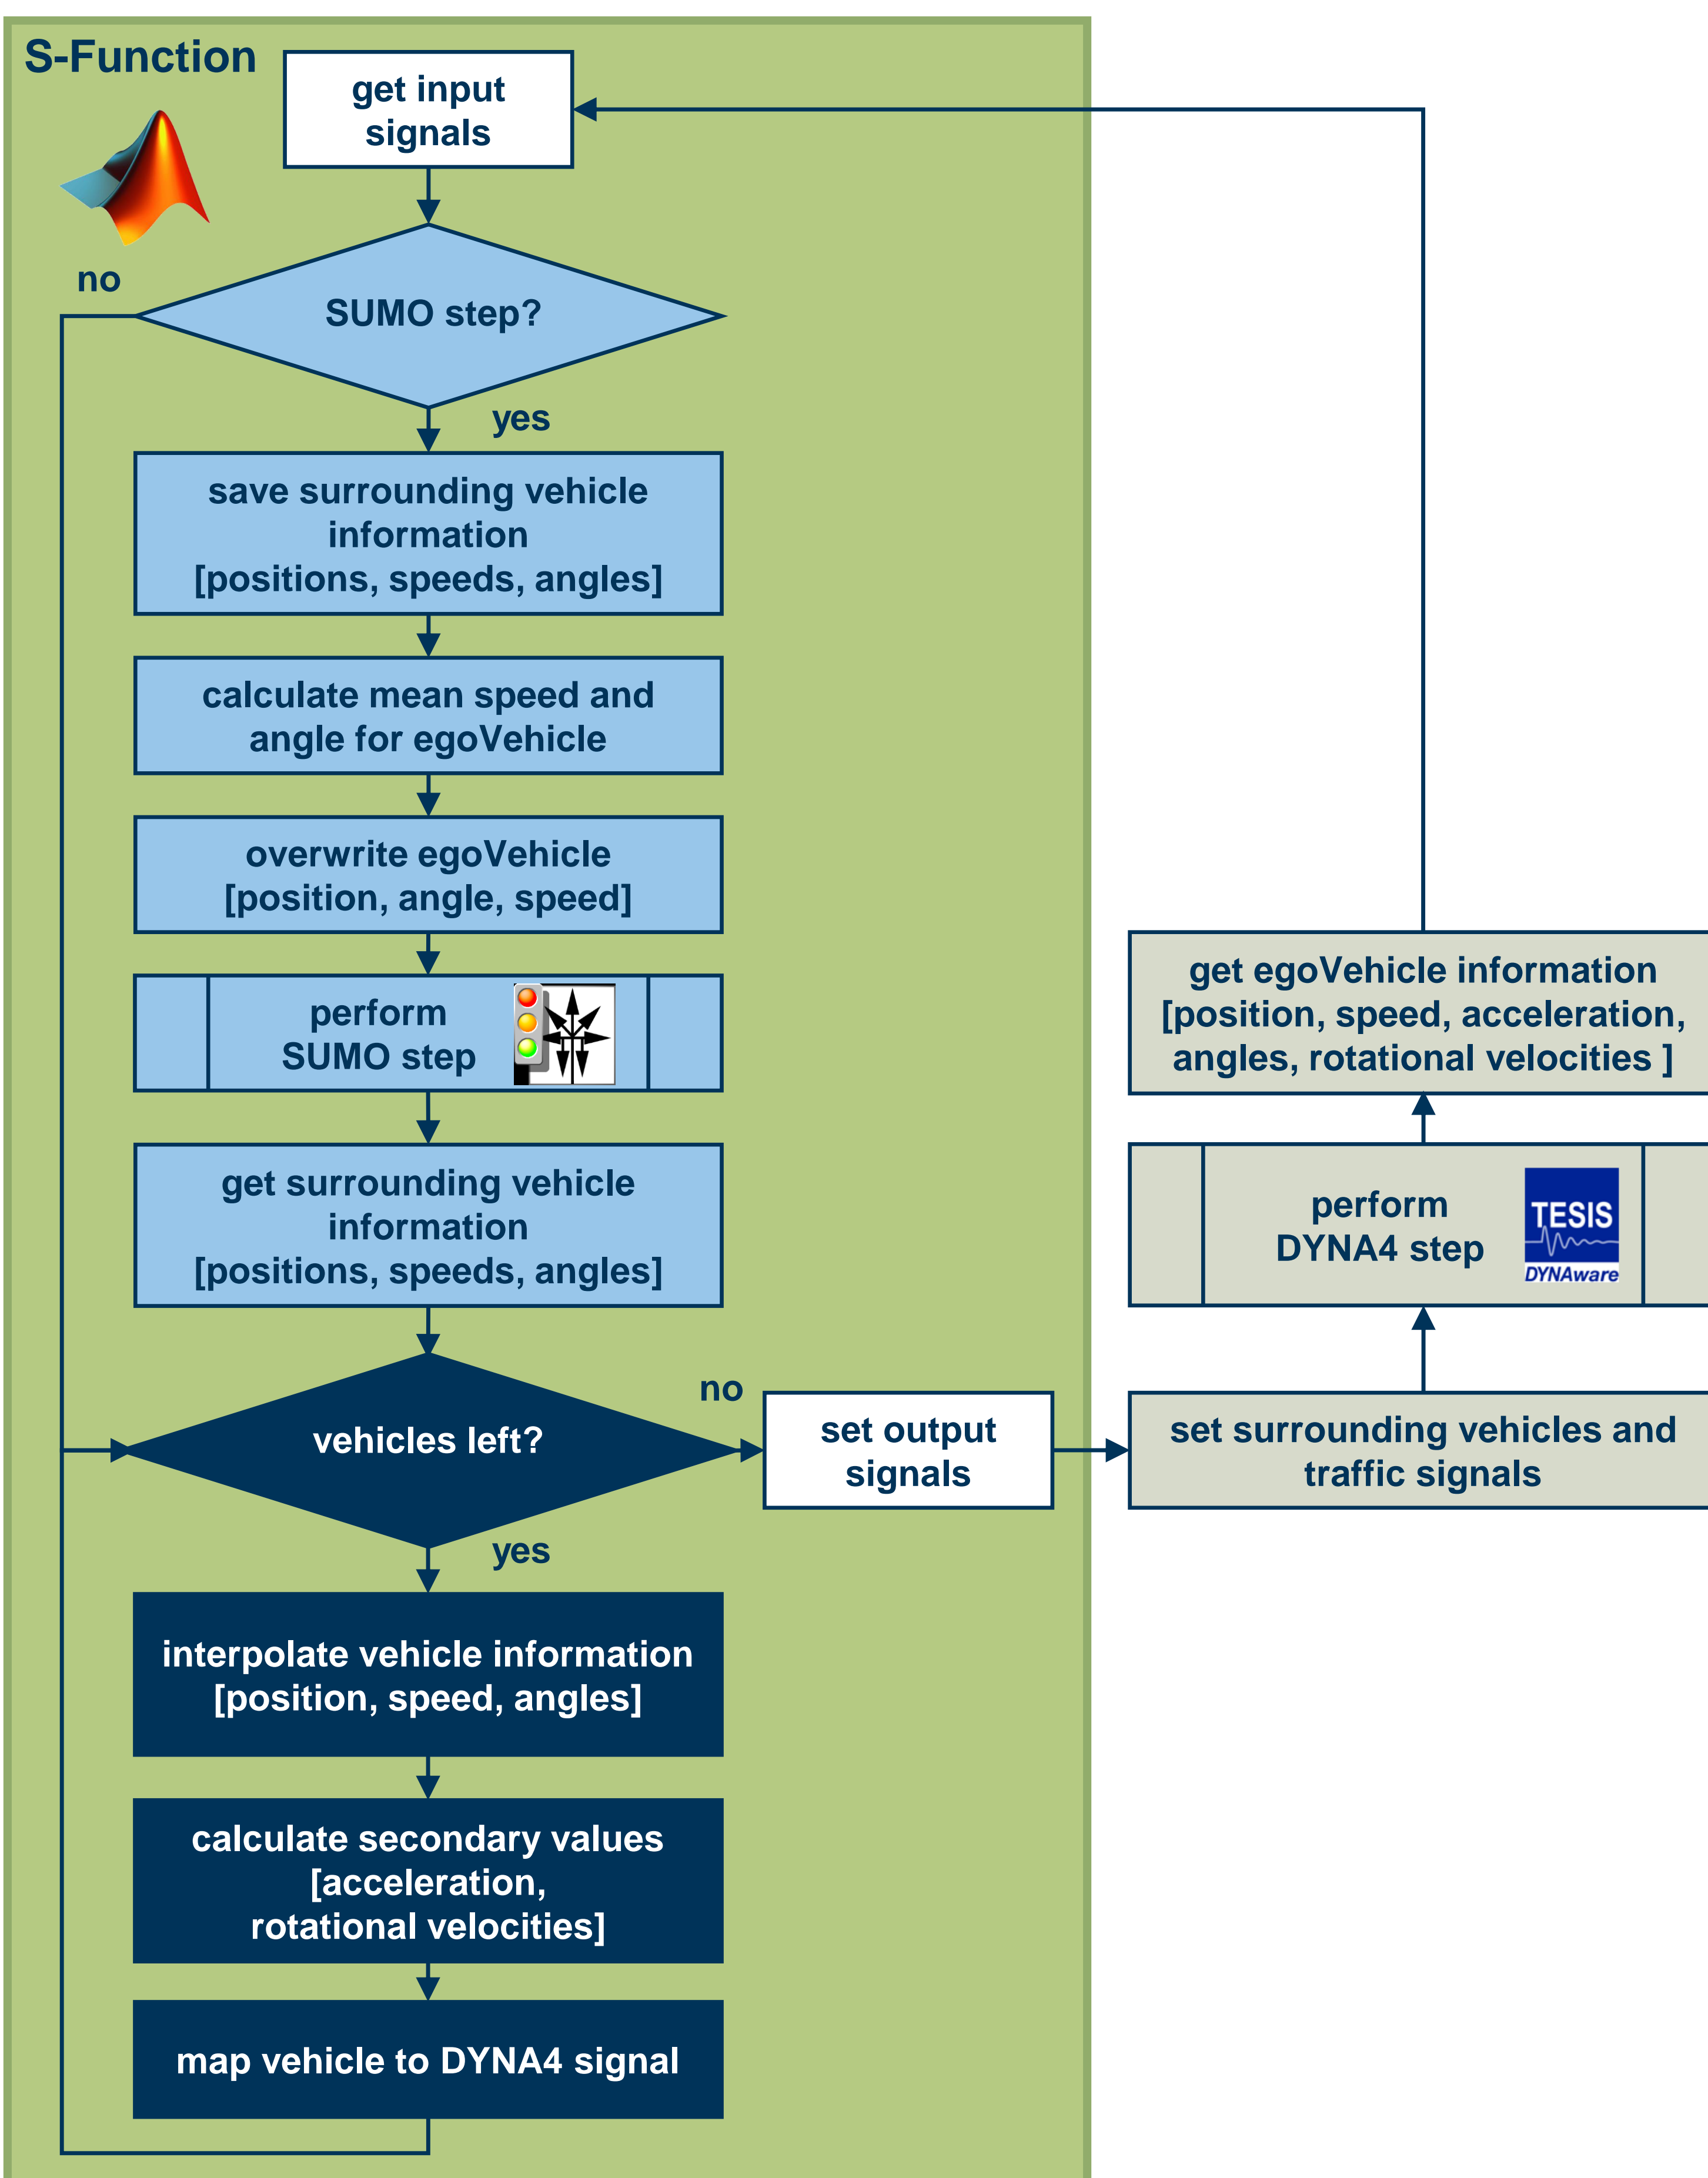 S-Function
get input
signals
no
SUMO step?
yes
save surrounding vehicle
information
[positions, speeds, angles]
calculate mean speed and
angle for egoVehicle
overwrite egoVehicle
[position, angle, speed]
perform
SUMO step
get surrounding vehicle
information
[positions, speeds, angles]
vehicles left?
no
yes
interpolate vehicle information
[position, speed, angles]
calculate secondary values
[acceleration,
rotational velocities]
map vehicle to DYNA4 signal
set output
signals
set surrounding vehicles and
traffic signals
perform
DYNA4 step
TESIS
DYNAware
get egoVehicle information
[position, speed, acceleration,
angles, rotational velocities ]